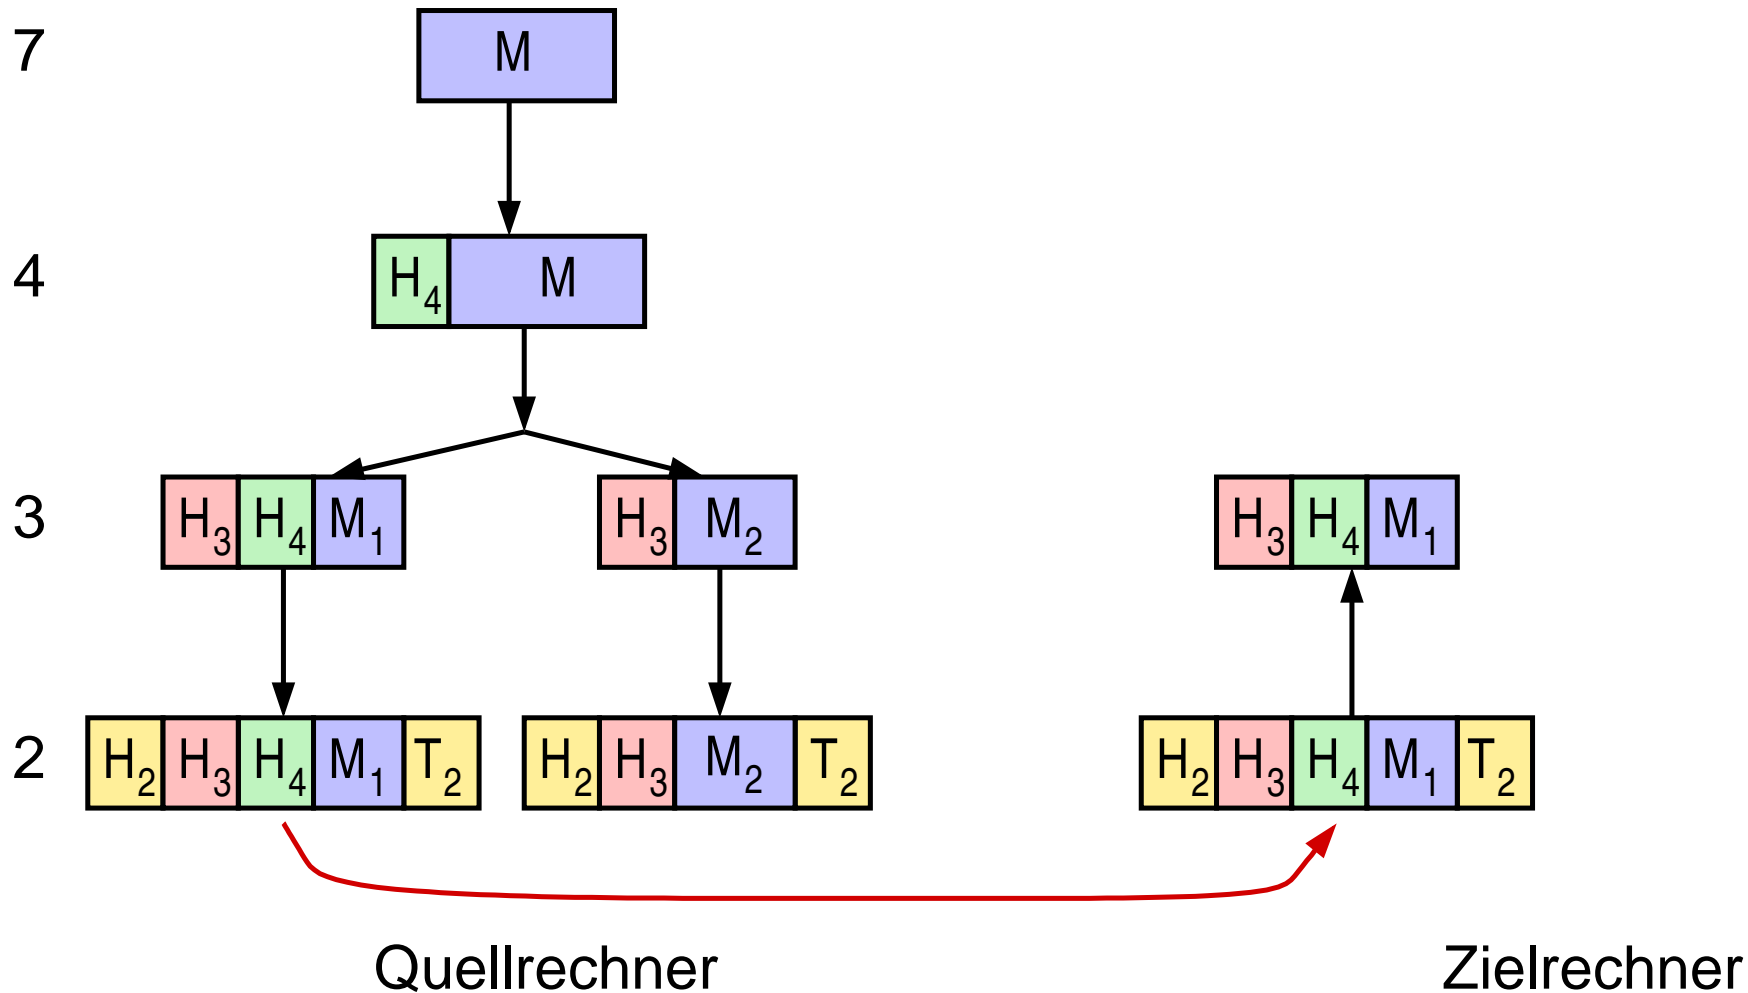 7 M
4 H4 M
3 H3 H4 M1 H3 M2 H3 H4 M1
2 H2 H3 H4 M1 T2 H2 H3 M2 T2 H2 H3 H4 M1 T2
Quellrechner Zielrechner